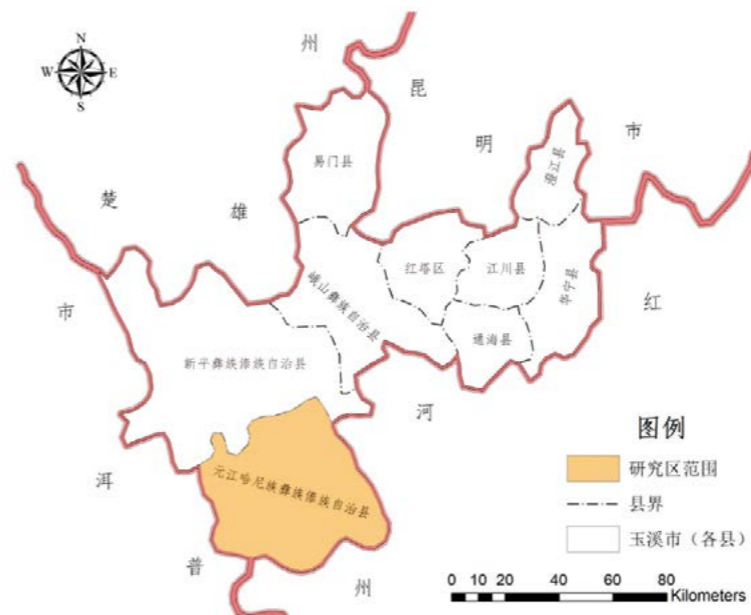 N
W E
S
州
昆
明
市
楚
雄
易门县
澄江县
红塔区
江川县
华宁县
峨山彝族自治县
通海县
新平彝族傣族自治县
元江哈尼族彝族傣族自治县
市
洱
普
红
河
州
图例
研究区范围
县界
玉溪市（各县）
0 10 20 40 60 80
Kilometers